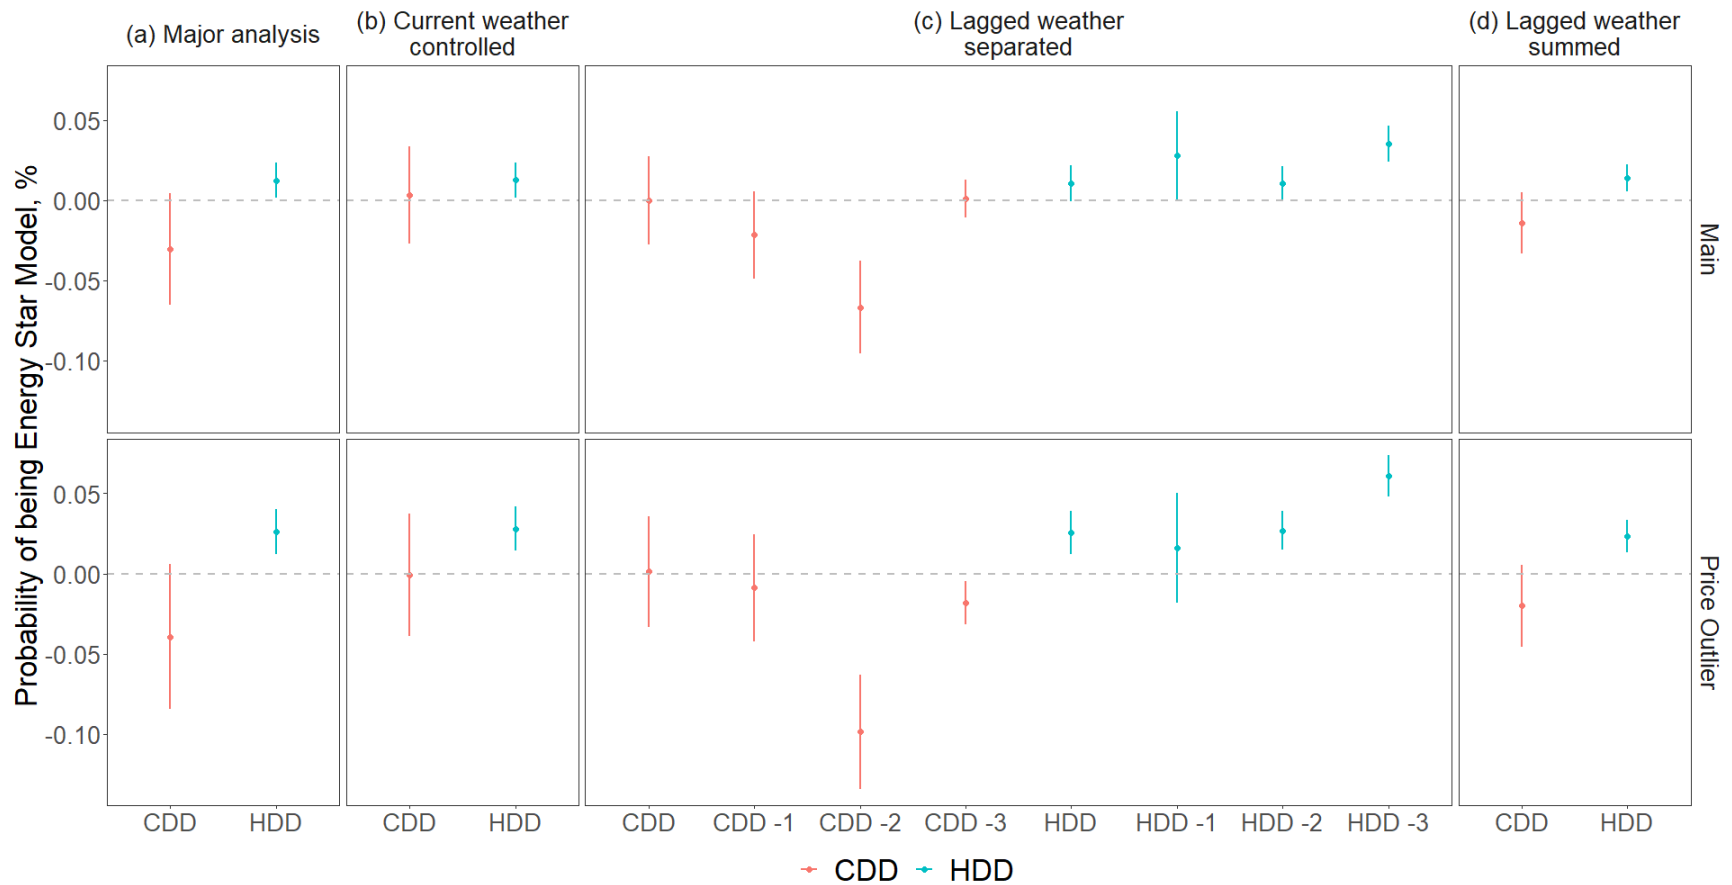 (a) Major analysis
(b) Current weather
controlled
(c) Lagged weather
separated
(d) Lagged weather
summed
Probability of being Energy Star Model, %
0.05
0.00
-0.05
-0.10
Main
0.05
0.00
-0.05
-0.10
Price Outlier
CDD HDD CDD HDD CDD CDD -1 CDD -2 CDD -3 HDD HDD -1 HDD -2 HDD -3 CDD HDD
CDD HDD